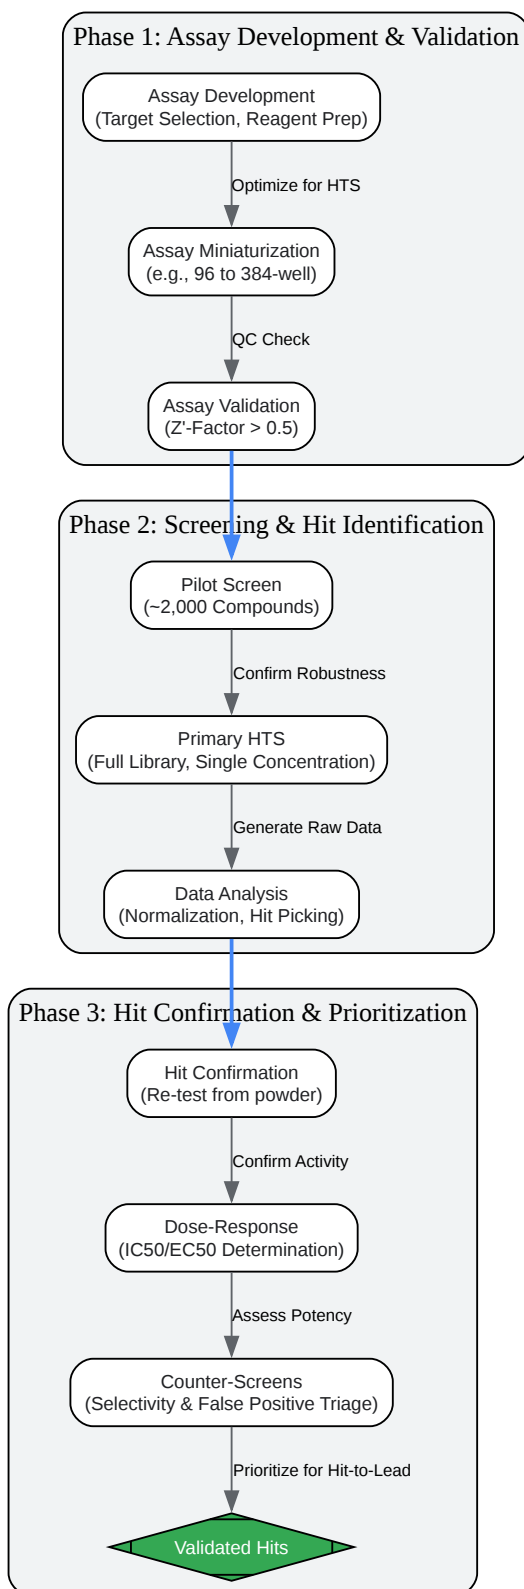 Phase 1: Assay Development & Validation
Assay Development
(Target Selection, Reagent Prep)
Optimize for HTS
Assay Miniaturization
(e.g., 96 to 384-well)
QC Check
Assay Validation
(Z'-Factor > 0.5)
Phase 2: Screening & Hit Identification
Pilot Screen
(~2,000 Compounds)
Confirm Robustness
Primary HTS
(Full Library, Single Concentration)
Generate Raw Data
Data Analysis
(Normalization, Hit Picking)
Phase 3: Hit Confirmation & Prioritization
Hit Confirmation
(Re-test from powder)
Confirm Activity
Dose-Response
(IC50/EC50 Determination)
Assess Potency
Counter-Screens
(Selectivity & False Positive Triage)
Prioritize for Hit-to-Lead
Validated Hits